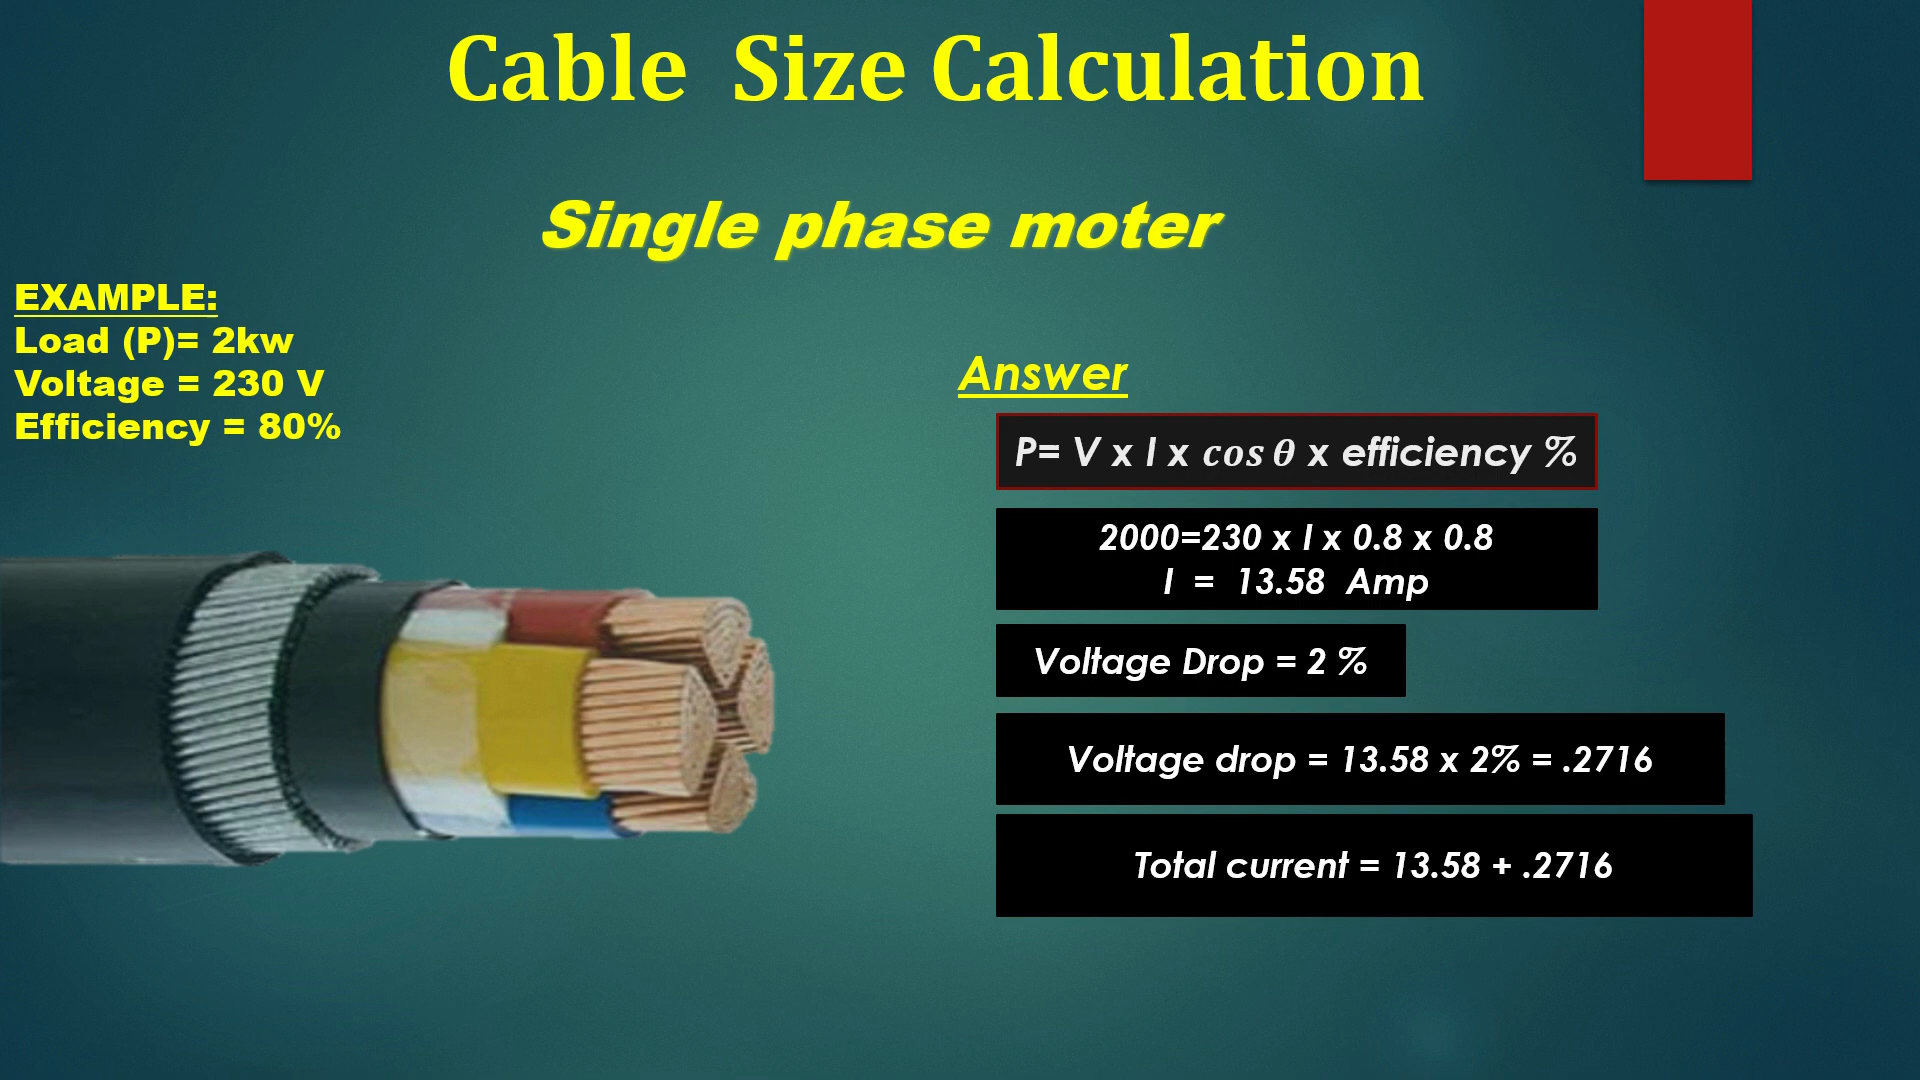 Cable  Size Calculation
Single phase moter
EXAMPLE:
Load (P)= 2kw
Voltage = 230 V
Efficiency = 80%
Answer
P= V x I x cos θ x efficiency %
2000=230 x I x 0.8 x 0.8
I  =  13.58  Amp
Voltage Drop = 2 %
Voltage drop = 13.58 x 2% = .2716
Total current = 13.58 + .2716